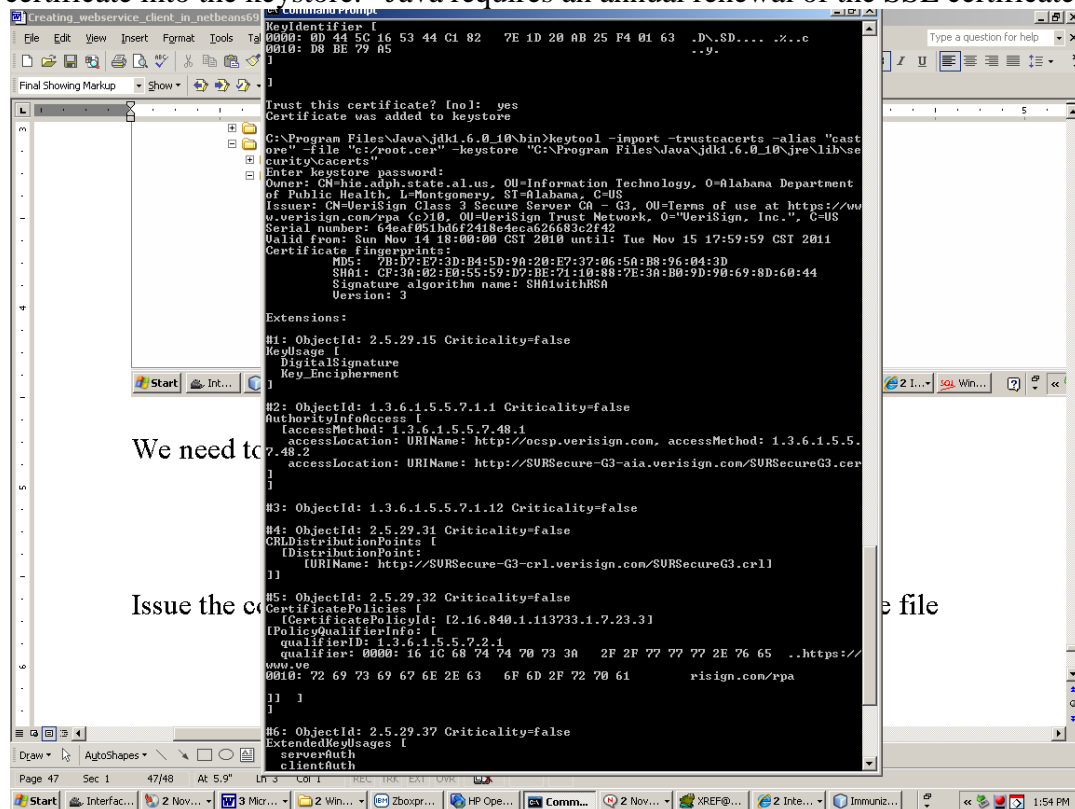 certificate into the keystore.  Java requires an annual renewal of the SSL certificate
Creating_webservice_client_in_netbeans69
Command Prompt
File Edit View Insert Format Tools
Type a question for help
Final Showing Markup
Show
KeyIdentifier [
0000: 0D 44 5C 16 53 44 C1 82   7E 1D 20 AB 25 F4 01 63  .D\.SD.... .%..c
0010: D8 BE 79 A5                                        ..y.
]
]
Trust this certificate? [no]:  yes
Certificate was added to keystore
C:\Program Files\Java\jdk1.6.0_10\bin>keytool -import -trustcacerts -alias "cast
ore" -file "c:/root.cer" -keystore "C:\Program Files\Java\jdk1.6.0_10\jre\lib\se
curity\cacerts"
Enter keystore password:
Owner: CN=hie.adph.state.al.us, OU=Information Technology, O=Alabama Department
of Public Health, L=Montgomery, ST=Alabama, C=US
Issuer: CN=VeriSign Class 3 Secure Server CA - G3, OU=Terms of use at https://ww
w.verisign.com/rpa (c)10, OU=VeriSign Trust Network, O="VeriSign, Inc.", C=US
Serial number: 64eaf051bd6f2418e4eca626683c2f42
Valid from: Sun Nov 14 18:00:00 CST 2010 until: Tue Nov 15 17:59:59 CST 2011
Certificate fingerprints:
MD5:  7B:D7:E7:3D:B4:5D:9A:20:E7:37:06:5A:B8:96:04:3D
SHA1: CF:3A:02:E0:55:59:D7:BE:71:10:88:7E:3A:B0:9D:90:69:8D:60:44
Signature algorithm name: SHA1withRSA
Version: 3
Extensions:
#1: ObjectId: 2.5.29.15 Criticality=false
KeyUsage [
DigitalSignature
Key_Encipherment
]
#2: ObjectId: 1.3.6.1.5.5.7.1.1 Criticality=false
AuthorityInfoAccess [
[accessMethod: 1.3.6.1.5.5.7.48.1
accessLocation: URIName: http://ocsp.verisign.com, accessMethod: 1.3.6.1.5.5.
7.48.2
accessLocation: URIName: http://SVRSecure-G3-aia.verisign.com/SVRSecureG3.cer
]
]
#3: ObjectId: 1.3.6.1.5.5.7.1.12 Criticality=false
#4: ObjectId: 2.5.29.31 Criticality=false
CRLDistributionPoints [
[DistributionPoint:
[URIName: http://SVRSecure-G3-crl.verisign.com/SVRSecureG3.crl]
]]
#5: ObjectId: 2.5.29.32 Criticality=false
CertificatePolicies [
[CertificatePolicyId: [2.16.840.1.113733.1.7.23.3]
[PolicyQualifierInfo: [
qualifierID: 1.3.6.1.5.5.7.2.1
qualifier: 0000: 16 1C 68 74 74 70 73 3A   2F 2F 77 77 77 2E 76 65  ..https://
www.ve
0010: 72 69 73 69 67 6E 2E 63   6F 6D 2F 72 70 61        risign.com/rpa
]]  ]
]
#6: ObjectId: 2.5.29.37 Criticality=false
ExtendedKeyUsages [
serverAuth
clientAuth
Start Int... 2 I... Win...
We need to
Issue the co e file
Draw AutoShapes
Page 47 Sec 1 47/48 At 5.9" Ln 3 Col 1 REC TRK EXT OVR
Start Interfac... 2 Nov... 3 Micr... 2 Win... Zboxpr... HP Ope... Comm... 2 Nov... XREF@... 2 Inte... Immuniz... 1:54 PM